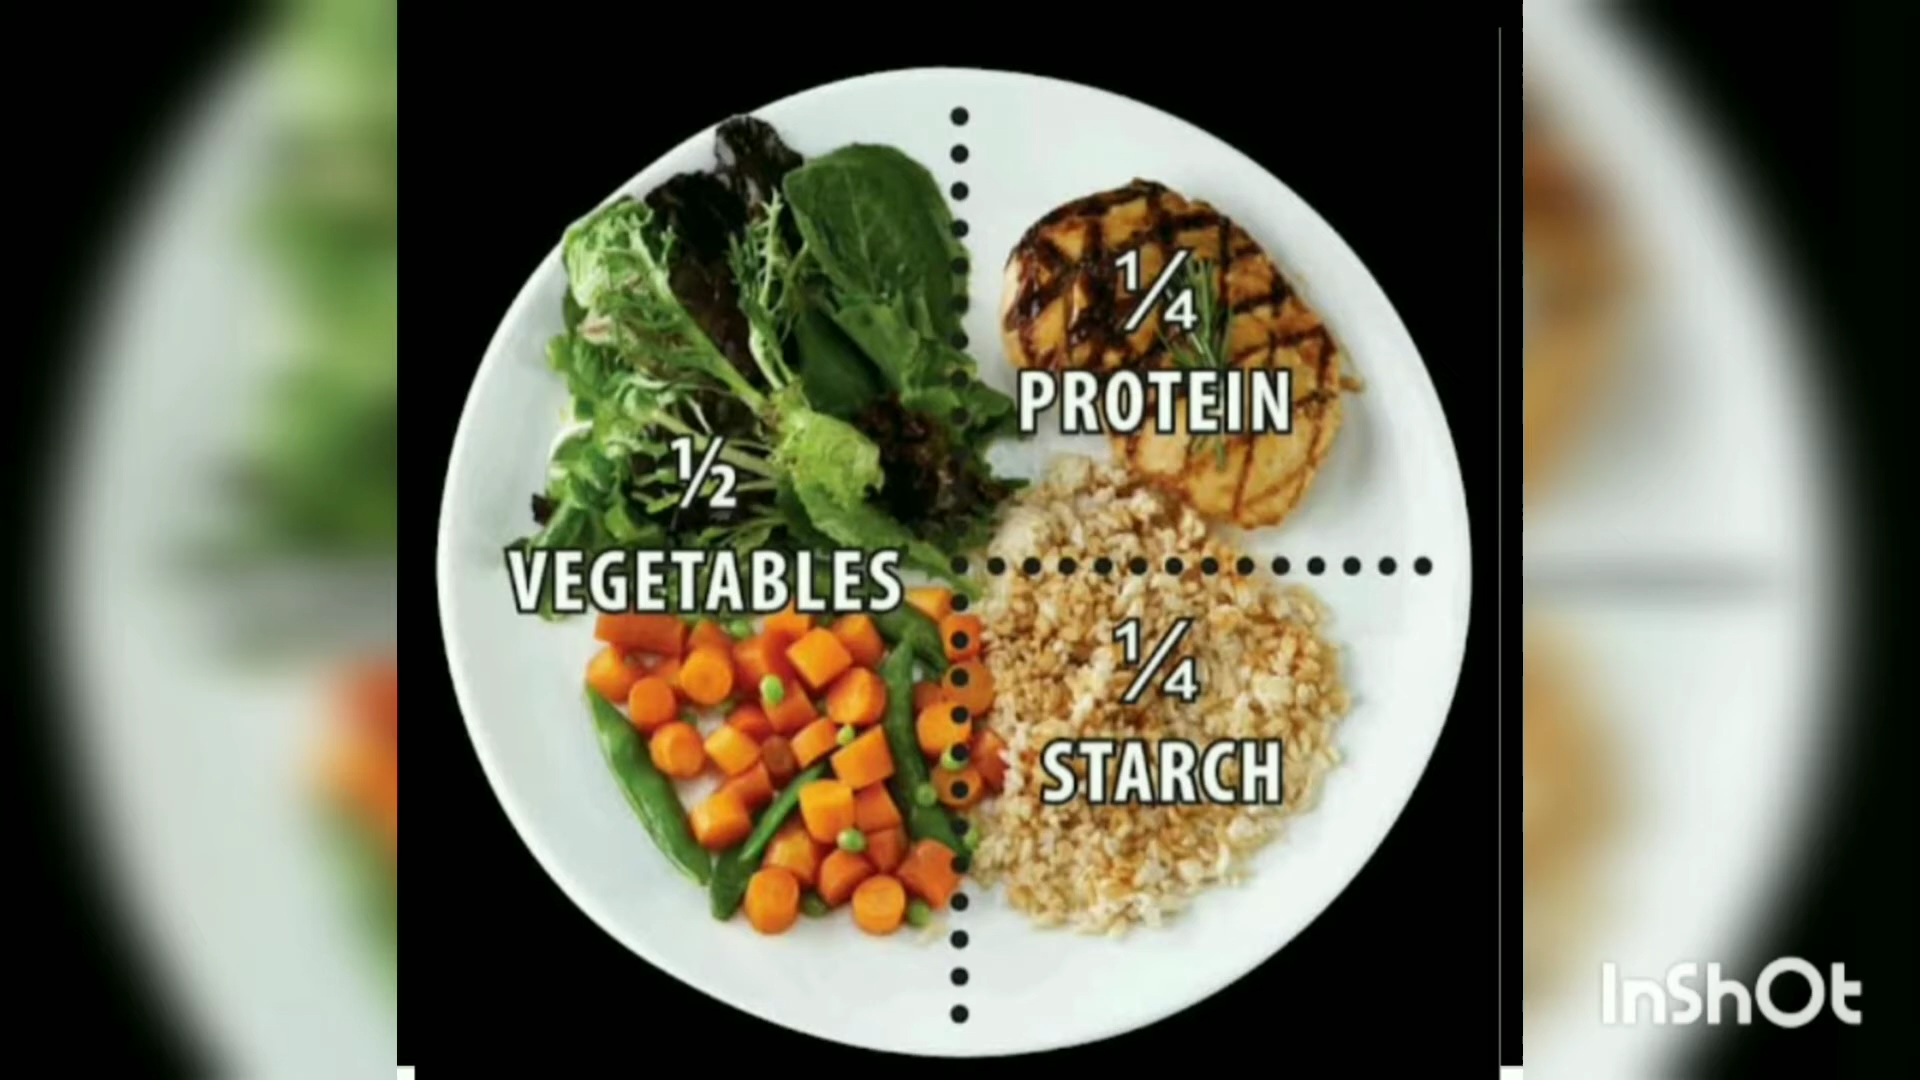 ½
VEGETABLES
¼
PROTEIN
¼
STARCH
InShOt